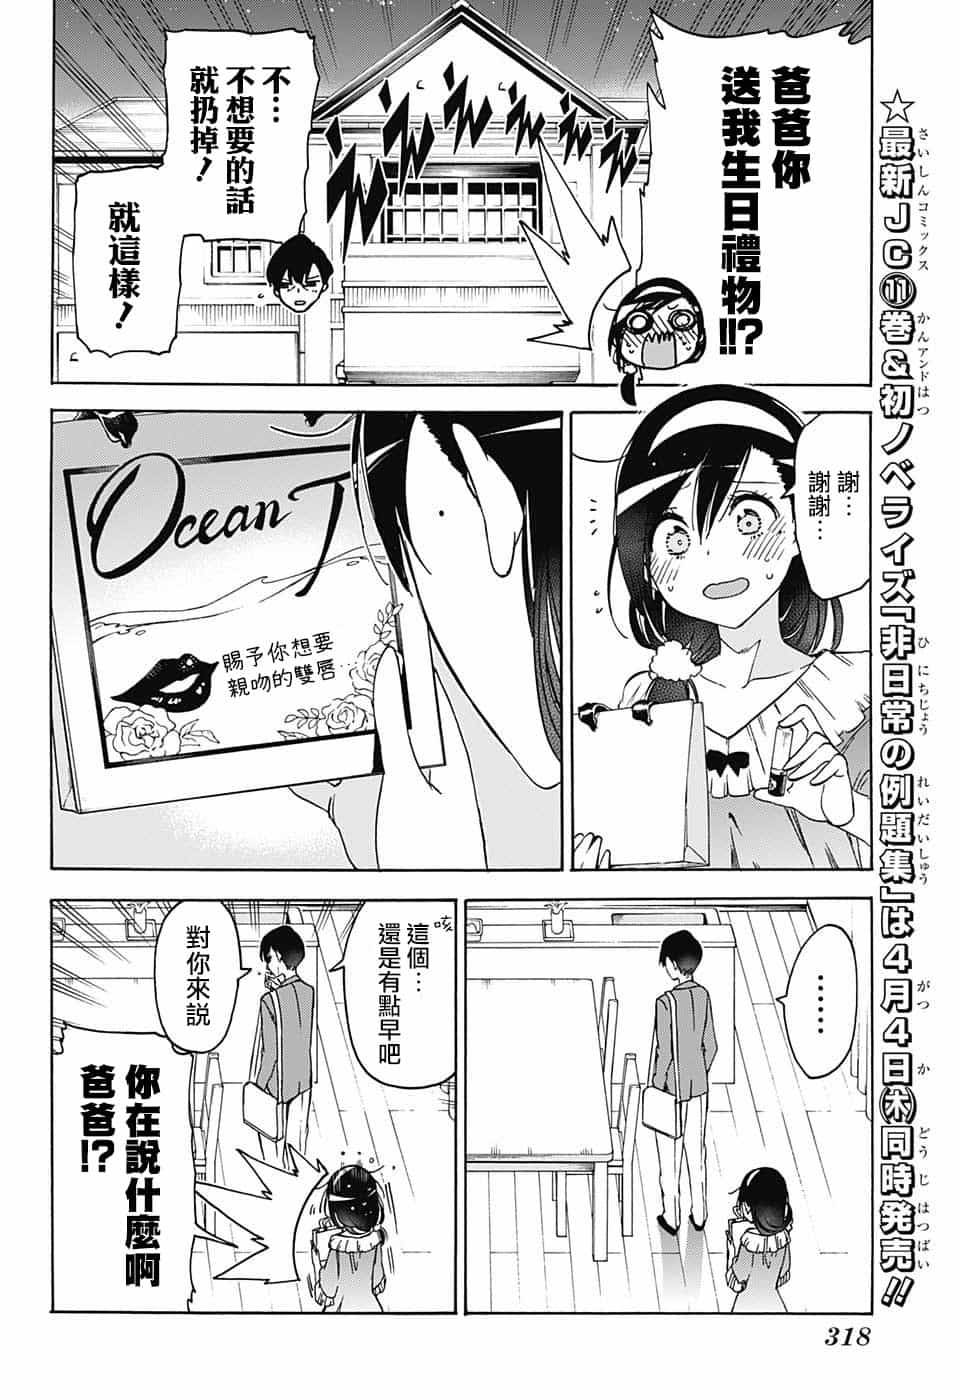 爸爸你
送我生日禮物!!?
不…
不想要的話
就扔掉！
就這樣！
謝…
謝謝…
Ocean T
賜予你想要
親吻的雙唇…
………
咳
這個…
還是有點早吧
對你來說
你在說什麼啊
爸爸!?
☆最新JC⑪巻&初ノベライズ『非日常の例題集』は4月4日㊍同時発売!!
さいしんコミックス かんアンドはつ ひにちじょう れいだいしゅう がつ か どうじはつばい
318